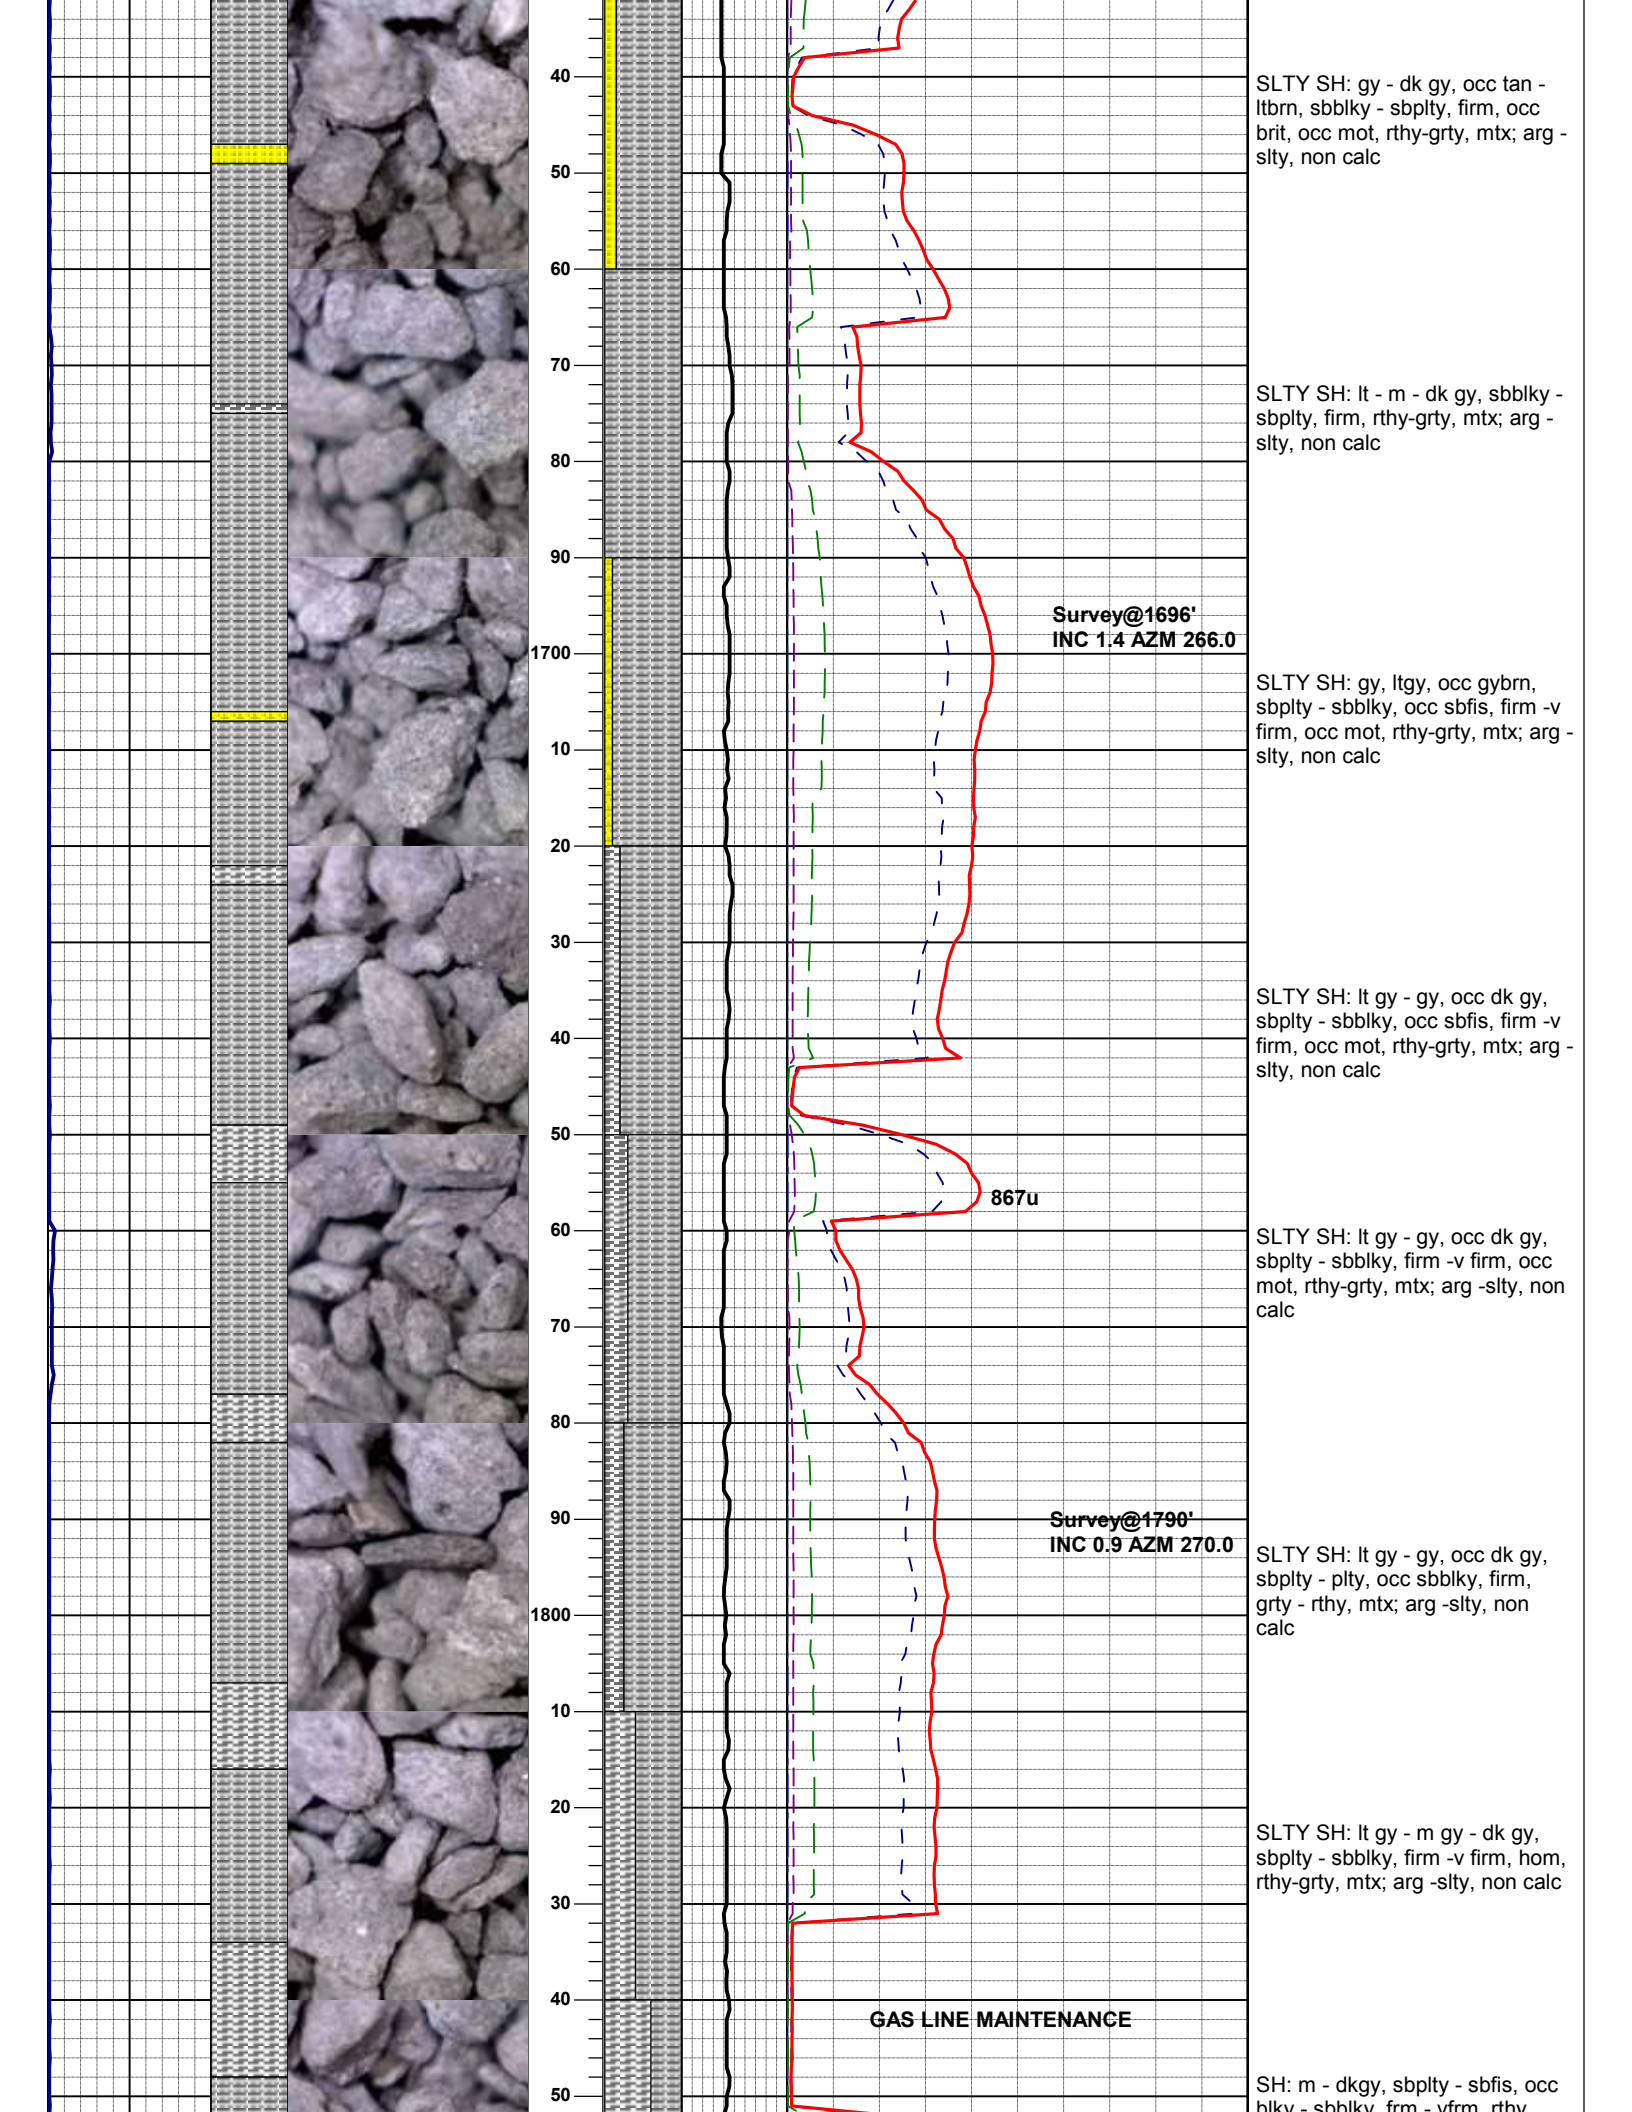 40
50
60
70
80
90
1700
10
20
30
40
50
60
70
80
90
1800
10
20
30
40
50
Survey@1696'
INC 1.4 AZM 266.0
867u
Survey@1790'
INC 0.9 AZM 270.0
GAS LINE MAINTENANCE
SLTY SH: gy - dk gy, occ tan -
ltbrn, sbblky - sbplty, firm, occ
brit, occ mot, rthy-grty, mtx; arg -
slty, non calc
SLTY SH: lt - m - dk gy, sbblky -
sbplty, firm, rthy-grty, mtx; arg -
slty, non calc
SLTY SH: gy, ltgy, occ gybrn,
sbplty - sbblky, occ sbfis, firm -v
firm, occ mot, rthy-grty, mtx; arg -
slty, non calc
SLTY SH: lt gy - gy, occ dk gy,
sbplty - sbblky, occ sbfis, firm -v
firm, occ mot, rthy-grty, mtx; arg -
slty, non calc
SLTY SH: lt gy - gy, occ dk gy,
sbplty - sbblky, firm -v firm, occ
mot, rthy-grty, mtx; arg -slty, non
calc
SLTY SH: lt gy - gy, occ dk gy,
sbplty - plty, occ sbblky, firm,
grty - rthy, mtx; arg -slty, non
calc
SLTY SH: lt gy - m gy - dk gy,
sbplty - sbblky, firm -v firm, hom,
rthy-grty, mtx; arg -slty, non calc
SH: m - dkgy, sbplty - sbfis, occ
blky - sbblky, frm - vfrm, rthy